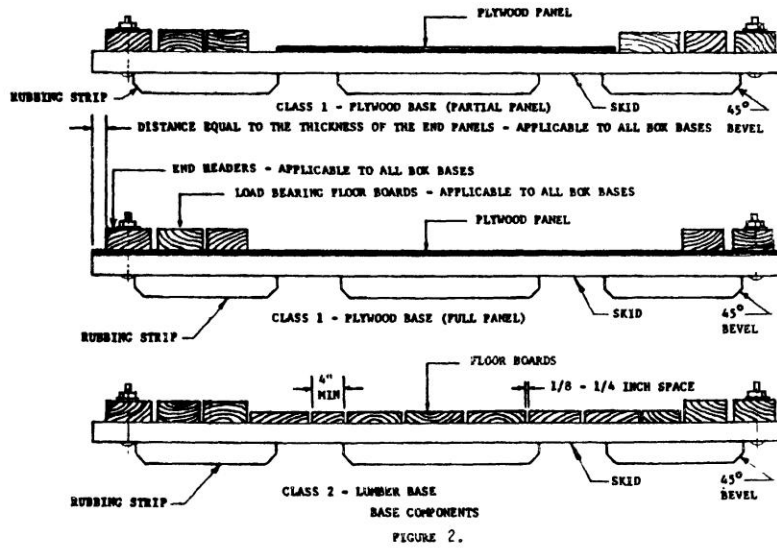 PLYWOOD PANEL
RUBBING STRIP
CLASS 1 - PLYWOOD BASE (PARTIAL PANEL)
SKID
45°
BEVEL
DISTANCE EQUAL TO THE THICKNESS OF THE END PANELS - APPLICABLE TO ALL BOX BASES
END HEADERS - APPLICABLE TO ALL BOX BASES
LOAD BEARING FLOOR BOARDS - APPLICABLE TO ALL BOX BASES
PLYWOOD PANEL
RUBBING STRIP
CLASS 1 - PLYWOOD BASE (FULL PANEL)
SKID
45°
BEVEL
4"
MIN
FLOOR BOARDS
1/8 - 1/4 INCH SPACE
RUBBING STRIP
CLASS 2 - LUMBER BASE
SKID
45°
BEVEL
BASE COMPONENTS
FIGURE 2.